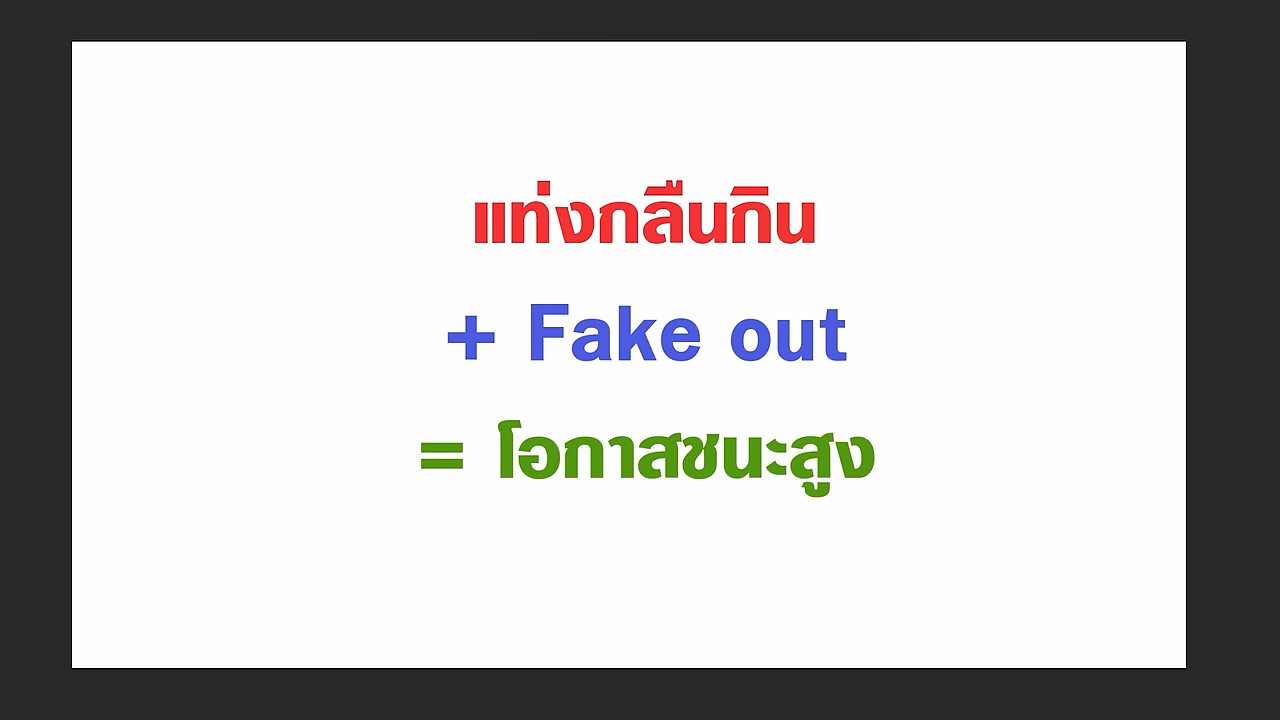 แท่งกลืนกิน
+ Fake out
= โอกาสชนะสูง